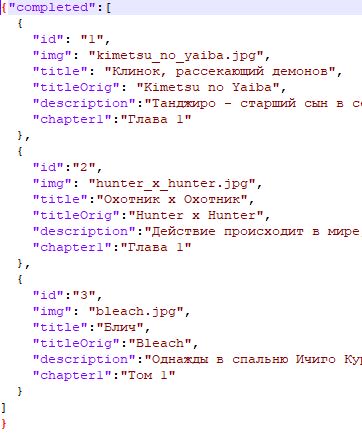 {"completed":[
{
"id": "1",
"img": "kimetsu_no_yaiba.jpg",
"title": "Клинок, рассекающий демонов",
"titleOrig": "Kimetsu no Yaiba",
"description":"Танджиро - старший сын в
"chapter1":"Глава 1"
},
{
"id":"2",
"img": "hunter_x_hunter.jpg",
"title":"Охотник х Охотник",
"titleOrig":"Hunter x Hunter",
"description":"Действие происходит в мире
"chapter1":"Глава 1"
},
{
"id":"3",
"img": "bleach.jpg",
"title":"Блич",
"titleOrig":"Bleach",
"description":"Однажды в спальню Ичиго
"chapter1":"Том 1"
}
]
}